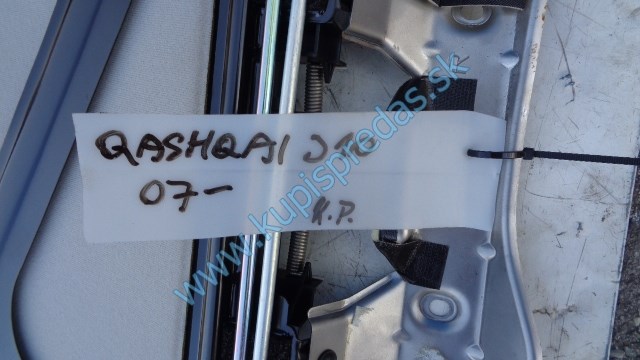 QASHQAI J10
07-
K.P.
www.kupispredas.sk